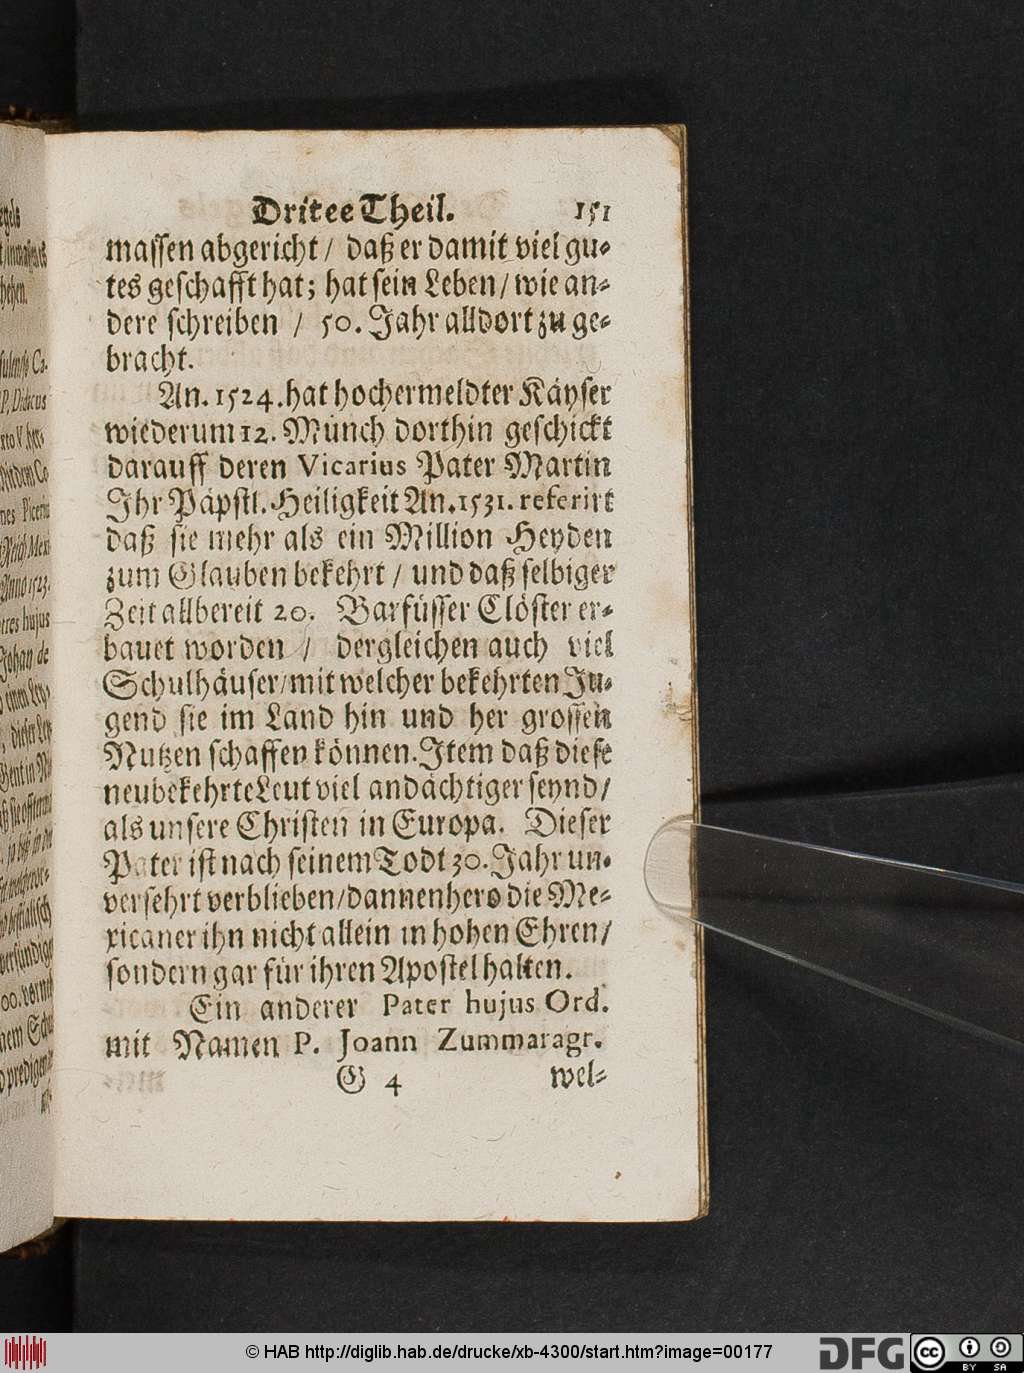 Dritee Theil. 151
massen abgericht / daß er damit viel gu-
tes geschafft hat; hat sein Leben / wie an-
dere schreiben / 50. Jahr alldort zu ge-
bracht.
An. 1524. hat hochermeldter Käyser
wiederum 12. Münch dorthin geschickt
darauff deren Vicarius Pater Martin
Ihr Päpstl. Heiligkeit An. 1531. referirt
daß sie mehr als ein Million Heyden
zum Glauben bekehrt / und daß selbiger
Zeit allbereit 20. Barfüsser Clöster er-
bauet worden / dergleichen auch viel
Schulhäuser / mit welcher bekehrten Ju-
gend sie im Land hin und her grossen
Nutzen schaffen können. Item daß diese
neubekehrte Leut viel andächtiger seynd /
als unsere Christen in Europa. Dieser
Pater ist nach seinem Todt 30. Jahr un-
versehrt verblieben / dannenhero die Me-
xicaner ihn nicht allein in hohen Ehren /
sondern gar für ihren Apostel halten.
Ein anderer Pater hujus Ord.
mit Namen P. Joann Zummaragr.
G 4 wel-
© HAB http://diglib.hab.de/drucke/xb-4300/start.htm?image=00177
DFG
cc BY SA